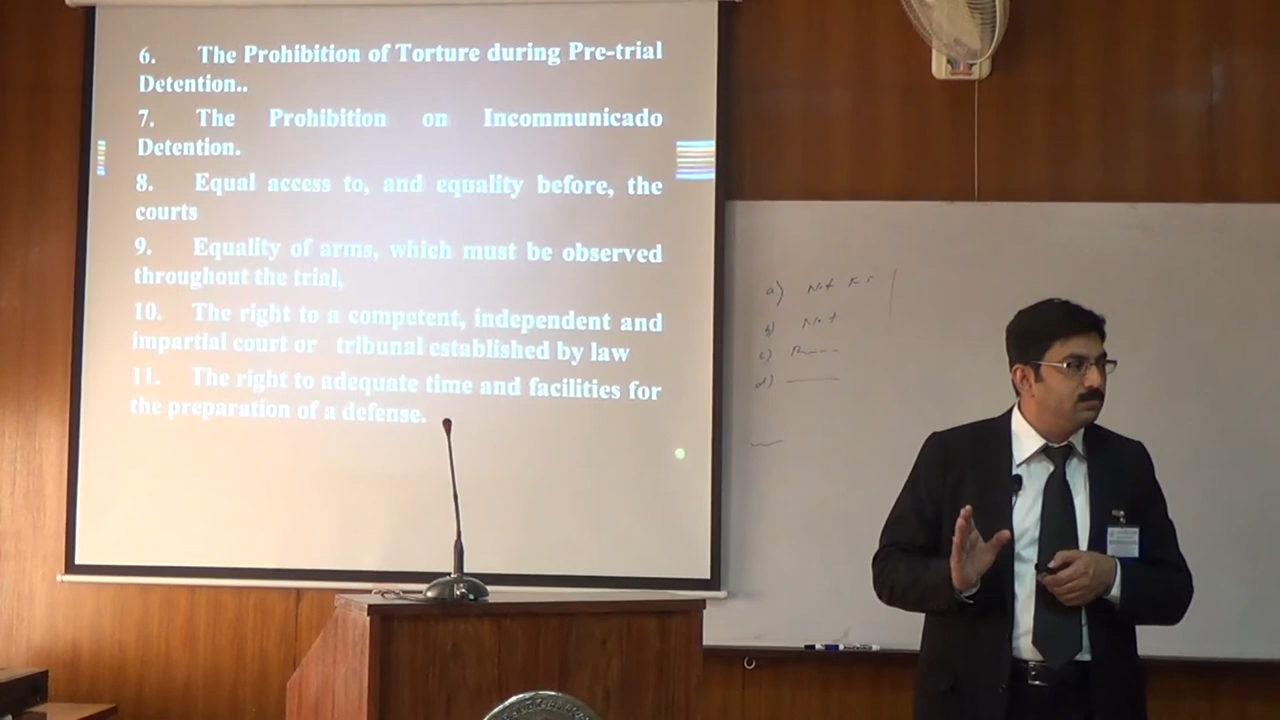 6. The Prohibition of Torture during Pre-trial
Detention..
7. The Prohibition on Incommunicado
Detention.
8. Equal access to, and equality before, the
courts
9. Equality of arms, which must be observed
throughout the trial,
10. The right to a competent, independent and
impartial court or tribunal established by law
11. The right to adequate time and facilities for
the preparation of a defense.
a) Not
b) Not
c)
d)